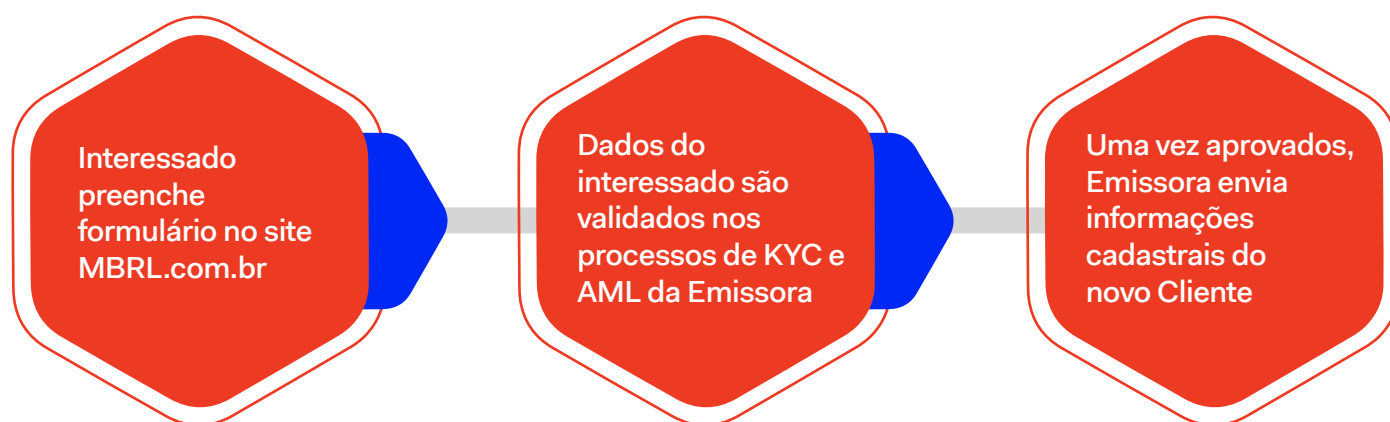 Interessado
preenche
formulário no site
MBRL.com.br
Dados do
interessado são
validados nos
processos de KYC e
AML da Emissora
Uma vez aprovados,
Emissora envia
informações
cadastrais do
novo Cliente